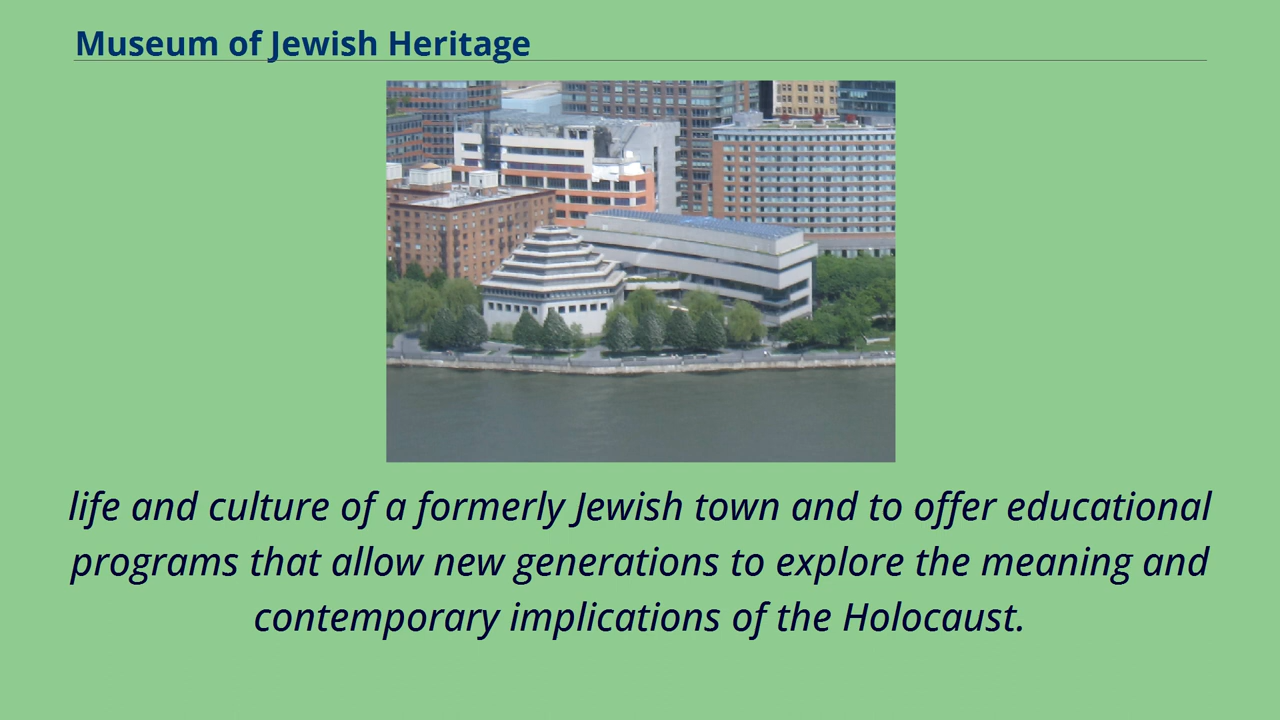 Museum of Jewish Heritage
life and culture of a formerly Jewish town and to offer educational
programs that allow new generations to explore the meaning and
contemporary implications of the Holocaust.